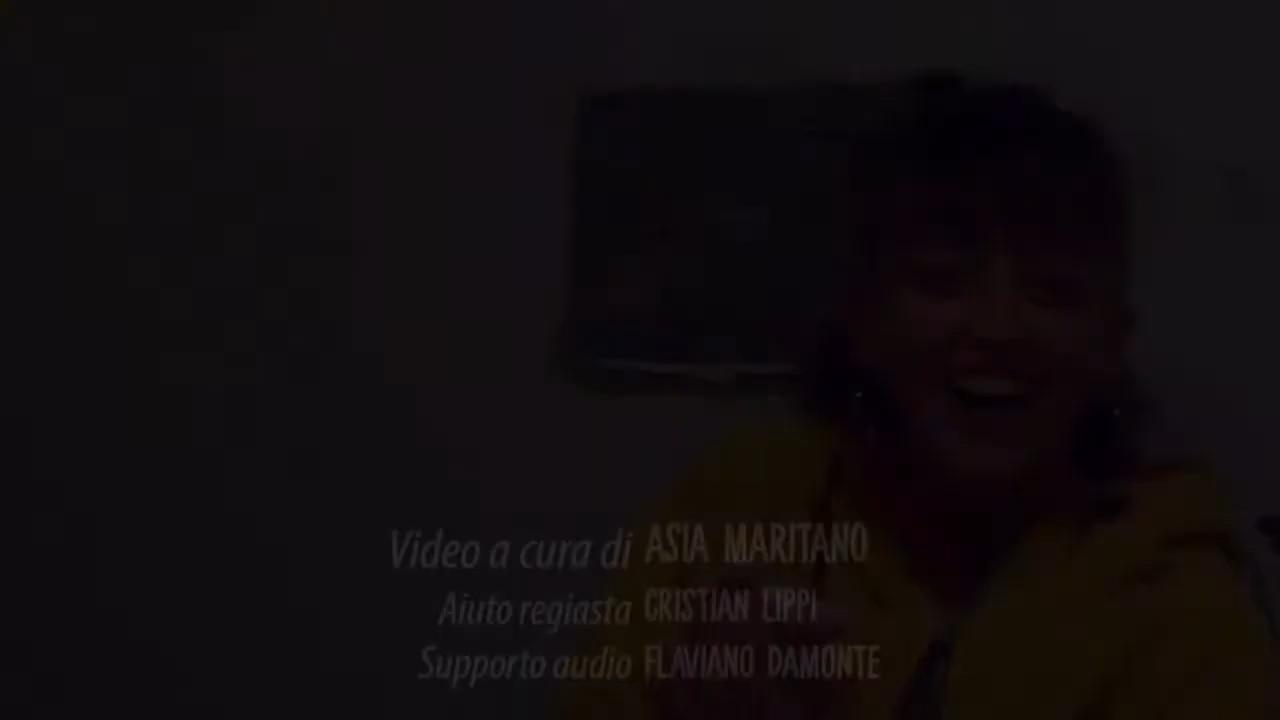 Video a cura di ASIA MARITANO
Aiuto regiasta CRISTIAN LIPPI
Supporto audio FLAVIANO DAMONTE